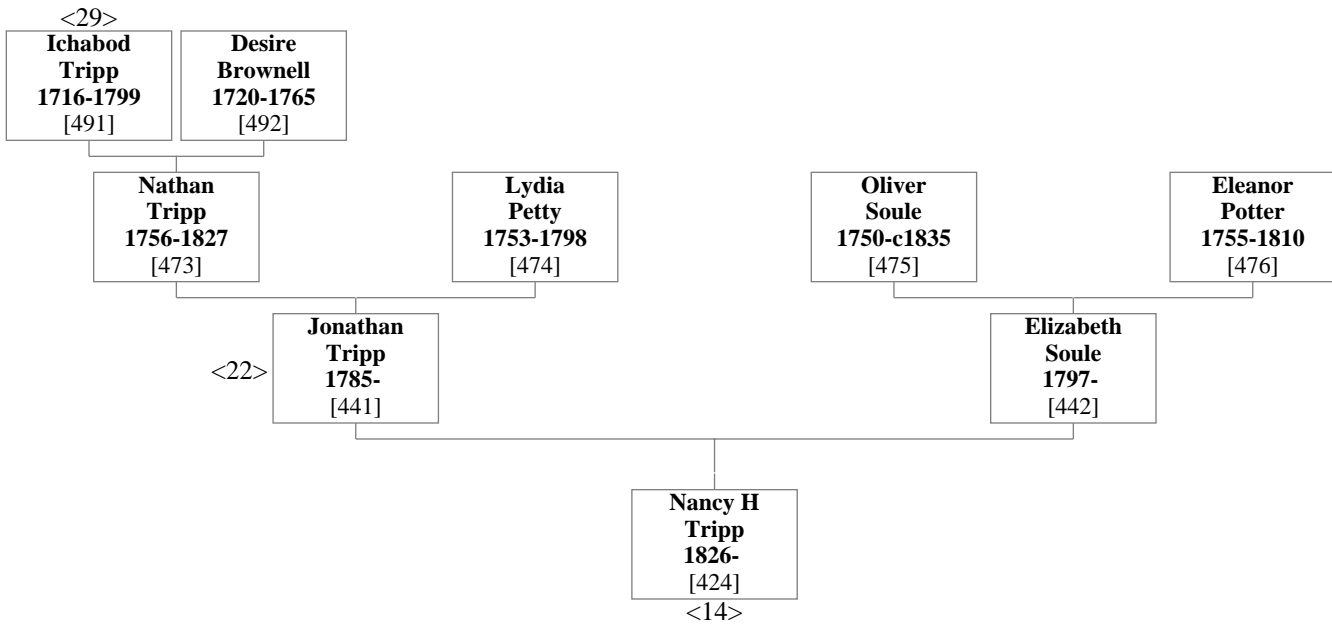 <29>
Ichabod
Tripp
1716-1799
[491]
Desire
Brownell
1720-1765
[492]
Nathan
Tripp
1756-1827
[473]
Lydia
Petty
1753-1798
[474]
Oliver
Soule
1750-c1835
[475]
Eleanor
Potter
1755-1810
[476]
<22>
Jonathan
Tripp
1785-
[441]
Elizabeth
Soule
1797-
[442]
Nancy H
Tripp
1826-
[424]
<14>